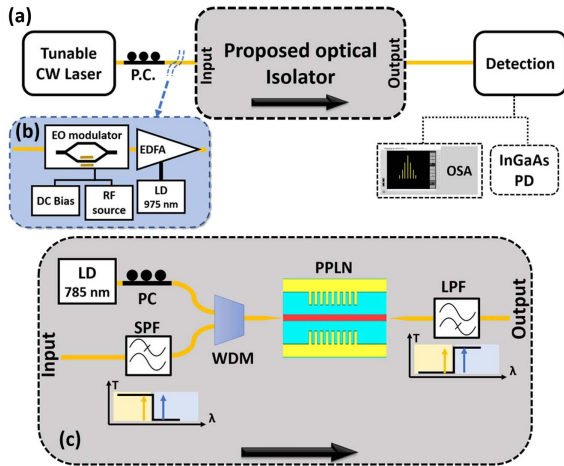 (a)
Tunable
CW Laser
P.C.
Input
Proposed optical
Isolator
Output
Detection
(b)
EO modulator
EDFA
DC Bias
RF
source
LD
975 nm
OSA
InGaAs
PD
LD
785 nm
PC
PPLN
LPF
Output
SPF
WDM
Input
T
λ
T
λ
(c)